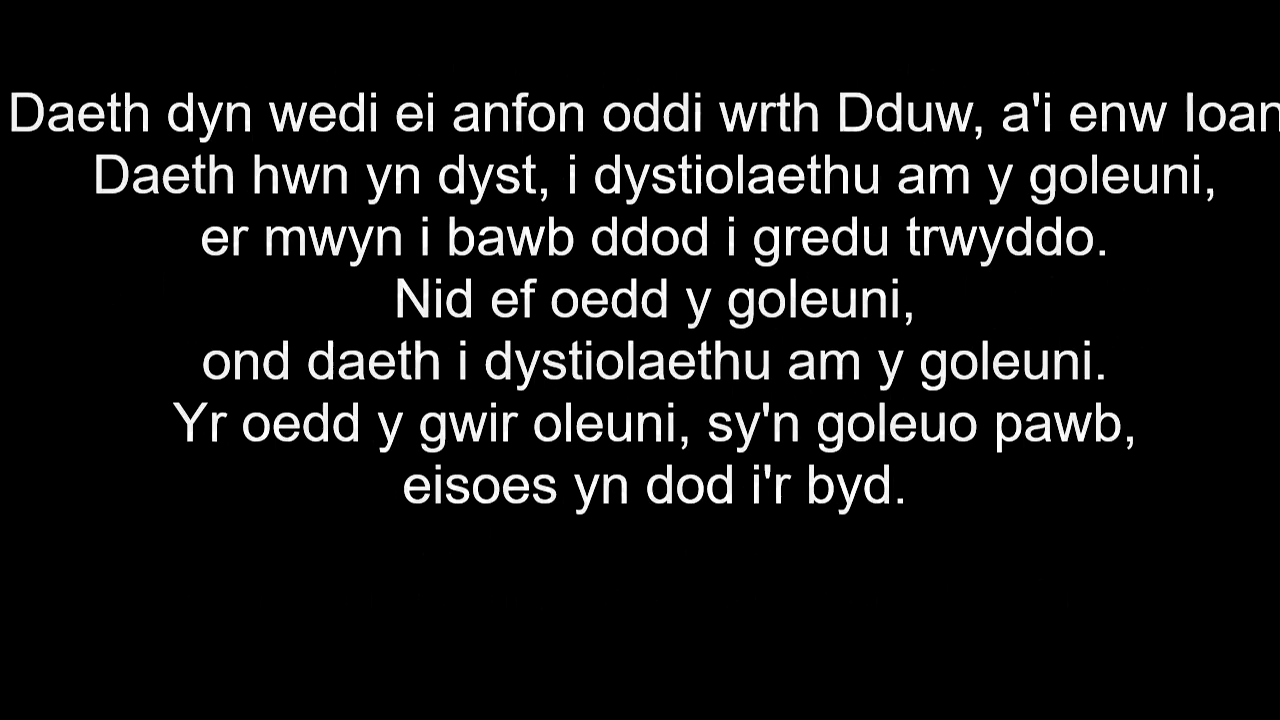 Daeth dyn wedi ei anfon oddi wrth Dduw, a'i enw Ioan
Daeth hwn yn dyst, i dystiolaethu am y goleuni,
er mwyn i bawb ddod i gredu trwyddo.
Nid ef oedd y goleuni,
ond daeth i dystiolaethu am y goleuni.
Yr oedd y gwir oleuni, sy'n goleuo pawb,
eisoes yn dod i'r byd.